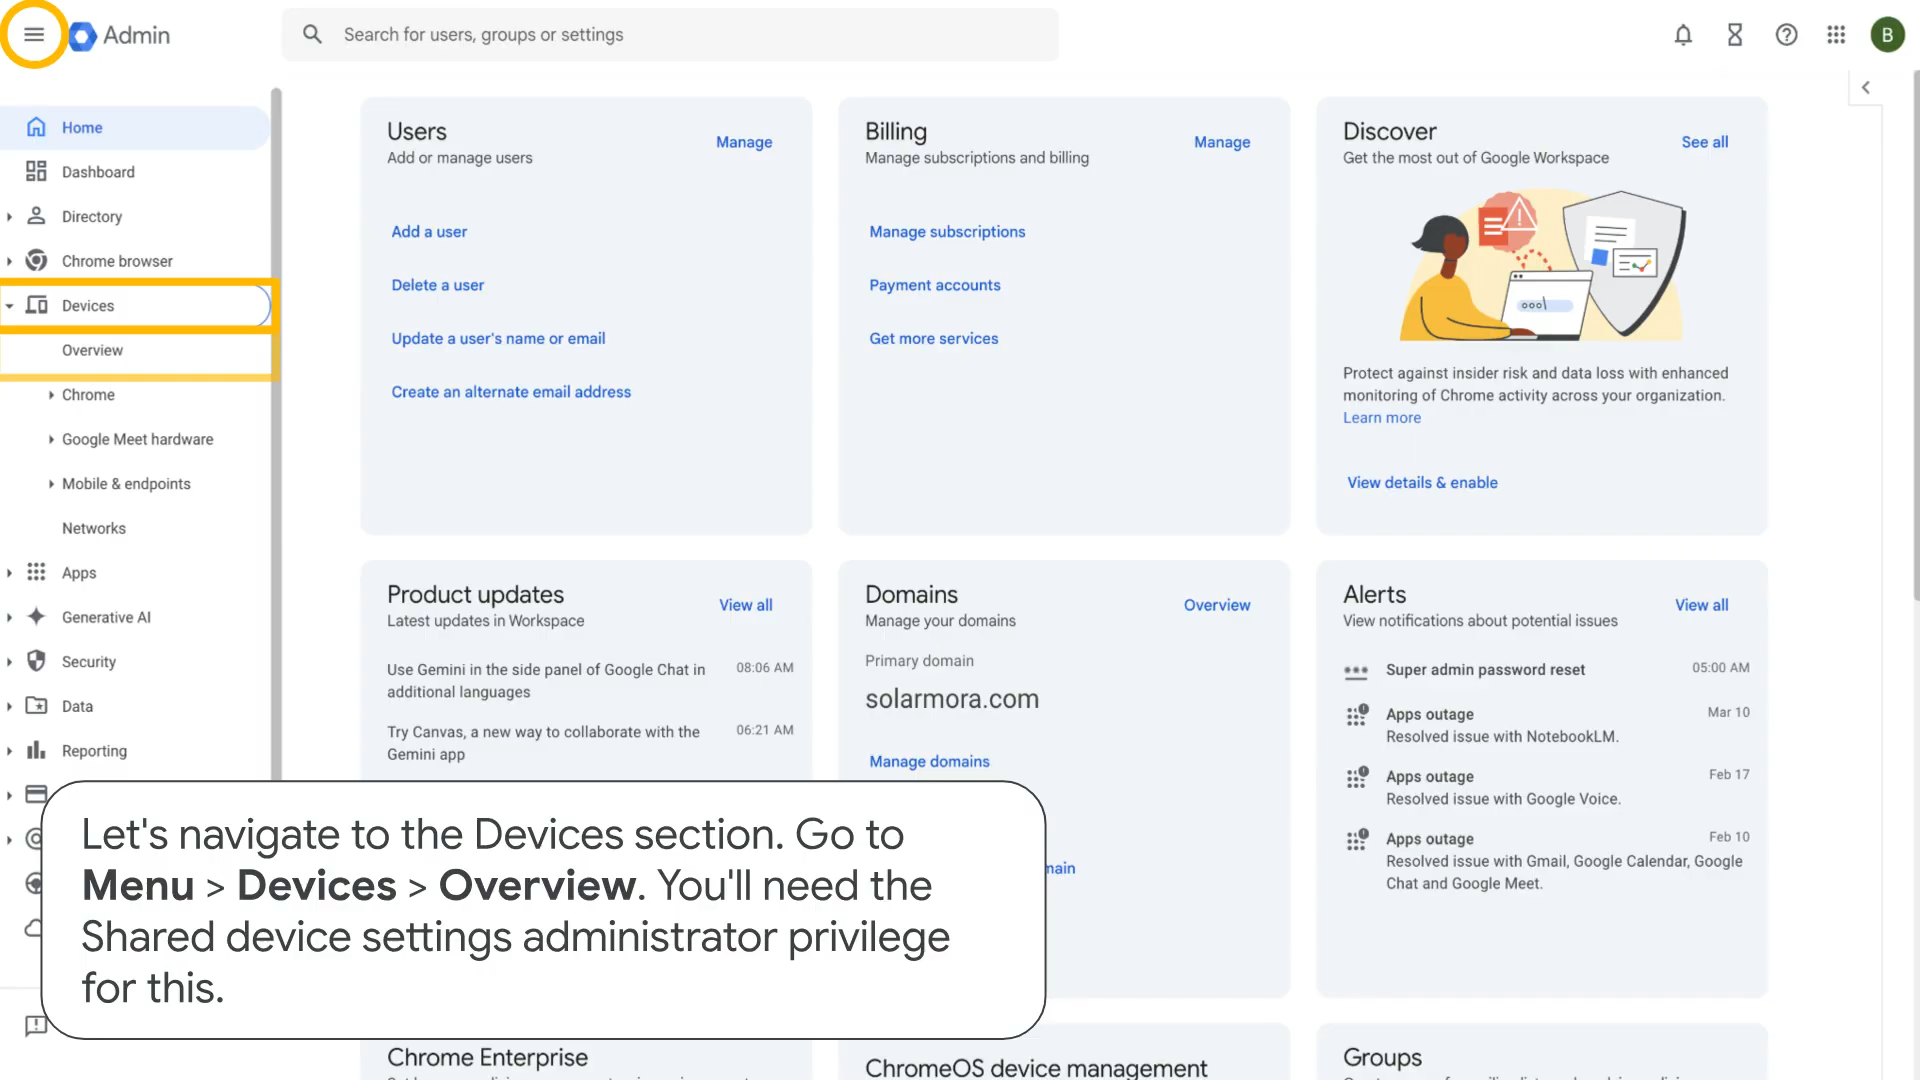 Admin
Search for users, groups or settings
B
Home
Dashboard
Directory
Chrome browser
Devices
Overview
Chrome
Google Meet hardware
Mobile & endpoints
Networks
Apps
Generative AI
Security
Data
Reporting
Users
Add or manage users
Manage
Add a user
Delete a user
Update a user's name or email
Create an alternate email address
Billing
Manage subscriptions and billing
Manage
Manage subscriptions
Payment accounts
Get more services
Discover
Get the most out of Google Workspace
See all
Protect against insider risk and data loss with enhanced
monitoring of Chrome activity across your organization.
Learn more
View details & enable
Product updates
Latest updates in Workspace
View all
Use Gemini in the side panel of Google Chat in
additional languages
08:06 AM
Try Canvas, a new way to collaborate with the
Gemini app
06:21 AM
Domains
Manage your domains
Overview
Primary domain
solarmora.com
Manage domains
Alerts
View notifications about potential issues
View all
Super admin password reset
05:00 AM
Apps outage
Mar 10
Resolved issue with NotebookLM.
Apps outage
Feb 17
Resolved issue with Google Voice.
Apps outage
Feb 10
Resolved issue with Gmail, Google Calendar, Google
Chat and Google Meet.
Let's navigate to the Devices section. Go to
Menu > Devices > Overview. You'll need the
Shared device settings administrator privilege
for this.
Chrome Enterprise
ChromeOS device management
Groups